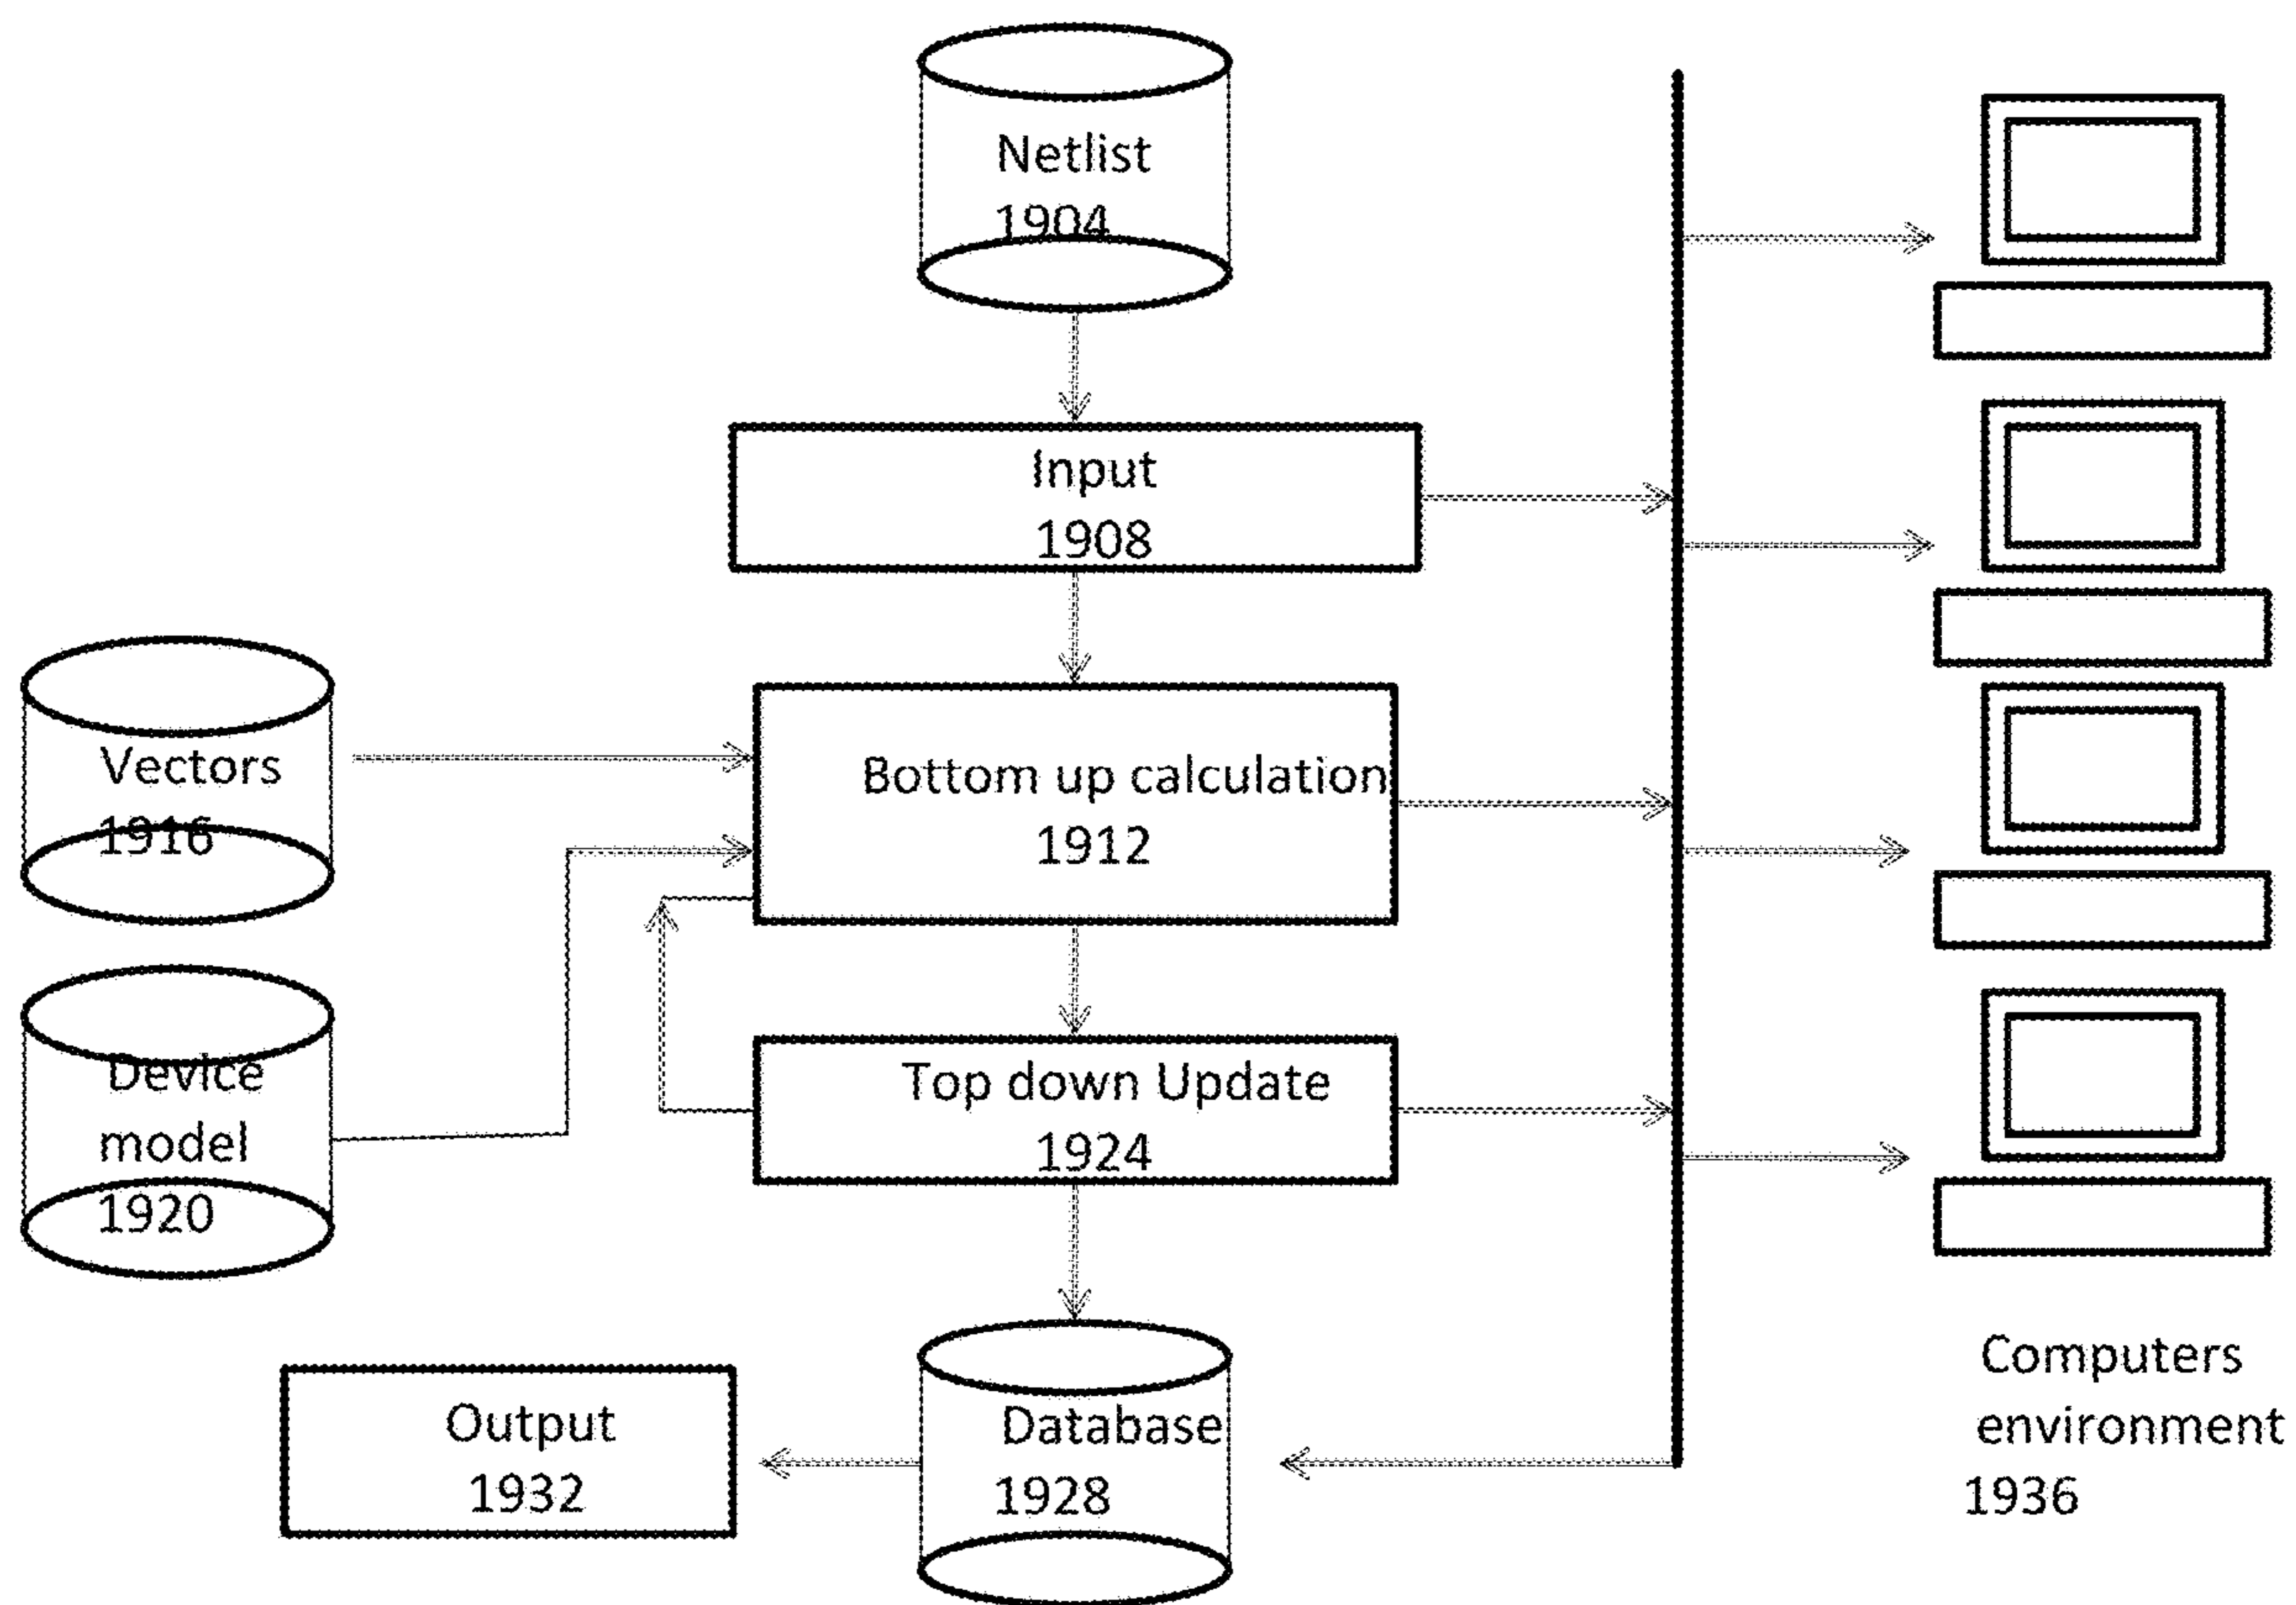 Netlist
1904
Input
1908
Vectors
1916
Bottom up calculation
1912
Device
model
1920
Top down Update
1924
Output
1932
Database
1928
Computers
environment
1936